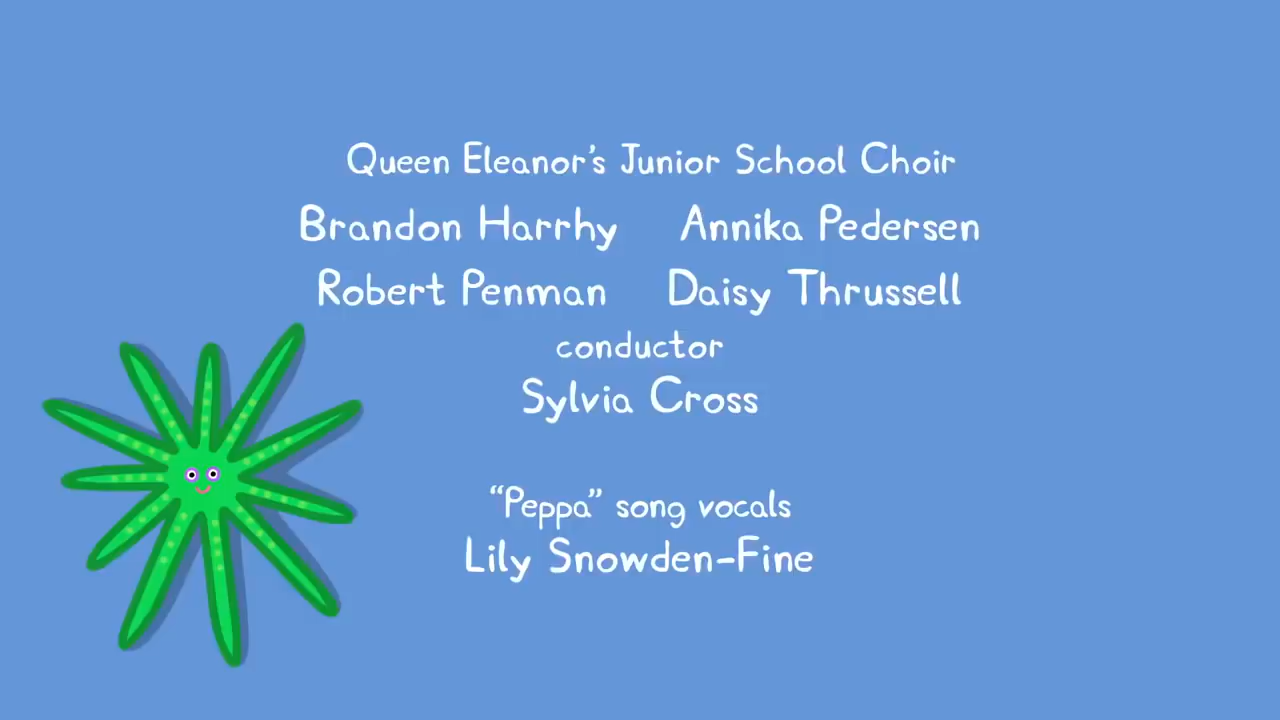 Queen Eleanor's Junior School Choir
Brandon Harrhy Annika Pedersen
Robert Penman Daisy Thrussell
conductor
Sylvia Cross
“Peppa” song vocals
Lily Snowden-Fine